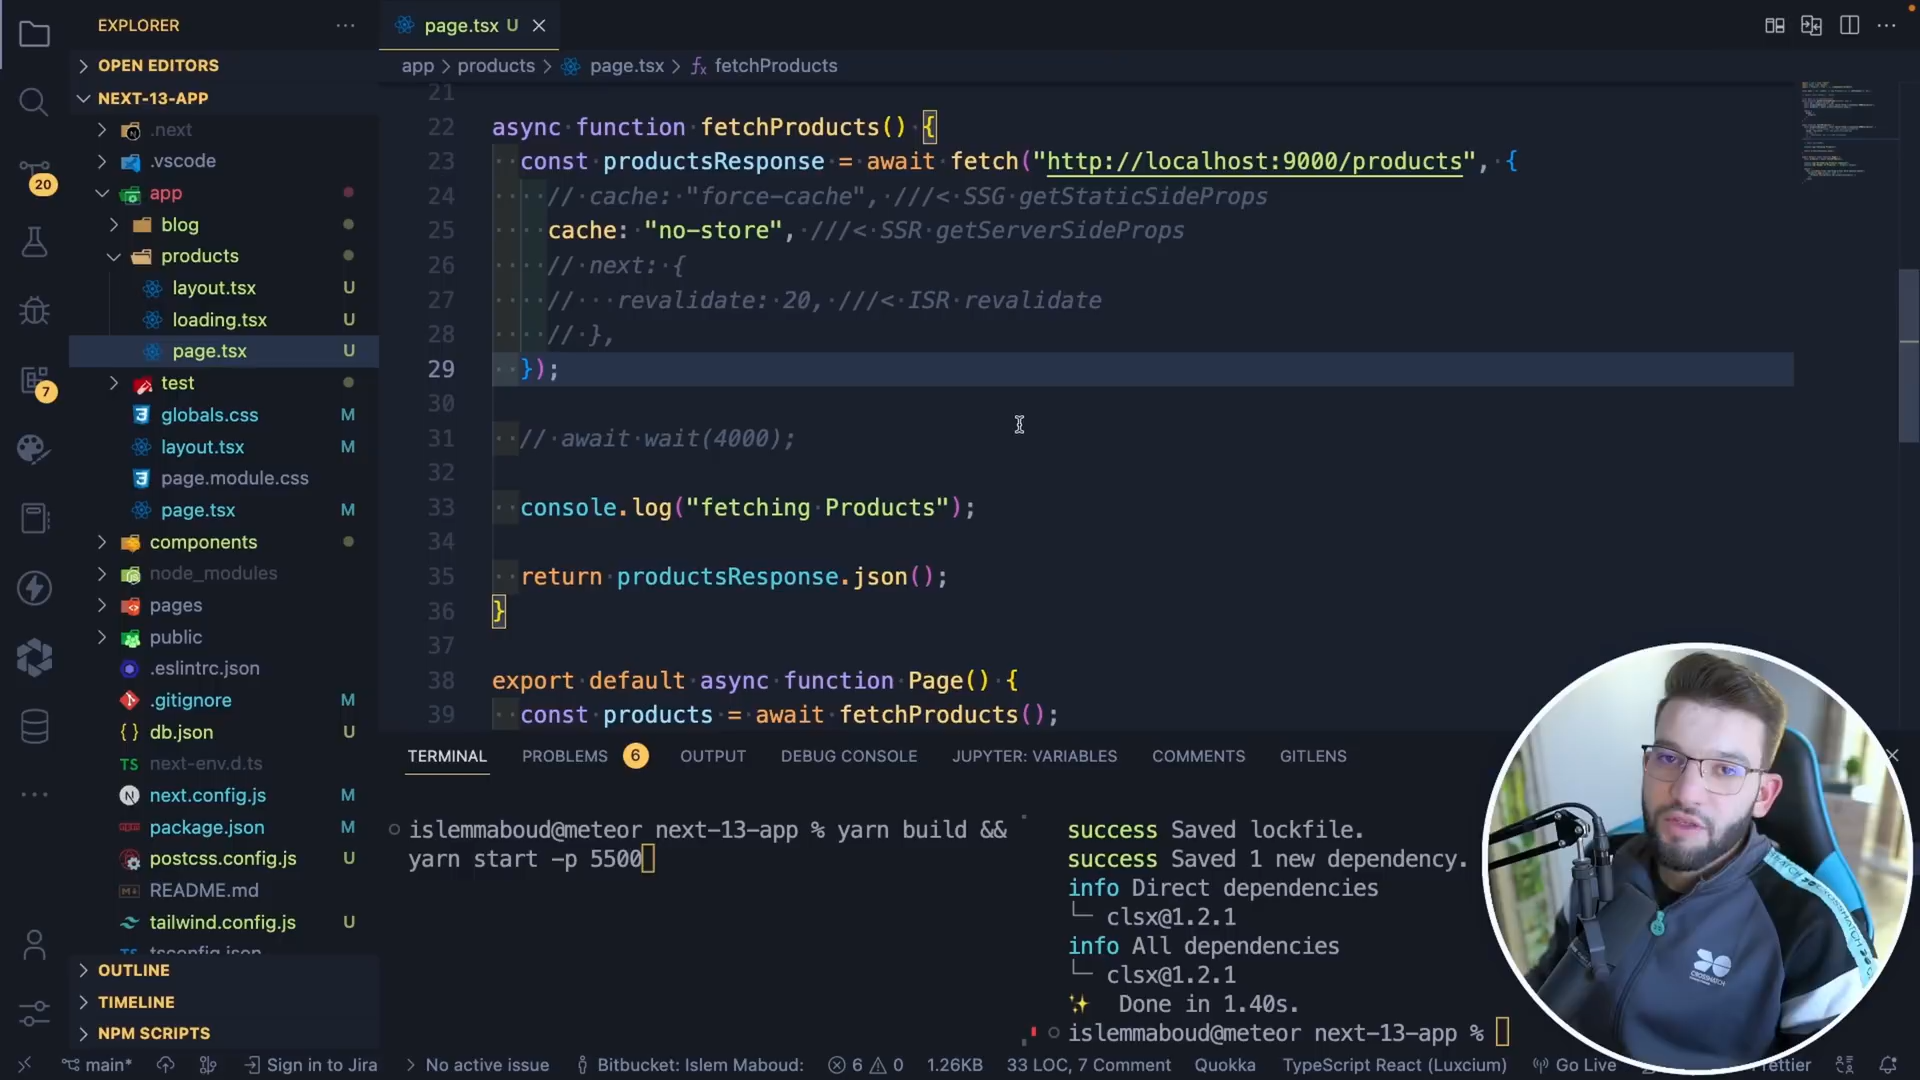 EXPLORER
OPEN EDITORS
NEXT-13-APP
.next
.vscode
app
blog
products
layout.tsx U
loading.tsx U
page.tsx U
test
globals.css M
layout.tsx M
page.module.css
page.tsx M
components
node_modules
pages
public
.eslintrc.json
.gitignore M
db.json U
next-env.d.ts
next.config.js M
package.json M
postcss.config.js U
README.md
tailwind.config.js U
tsconfig.json
OUTLINE
TIMELINE
NPM SCRIPTS
20
7
page.tsx U
app > products > page.tsx > fetchProducts
21
22 async function fetchProducts() {
23 const productsResponse = await fetch("http://localhost:9000/products", {
24 // cache: "force-cache", ///< SSG getStaticSideProps
25 cache: "no-store", ///< SSR getServerSideProps
26 // next: {
27 // revalidate: 20, ///< ISR revalidate
28 // },
29 });
30
31 // await wait(4000);
32
33 console.log("fetching Products");
34
35 return productsResponse.json();
36 }
37
38 export default async function Page() {
39 const products = await fetchProducts();
TERMINAL PROBLEMS 6 OUTPUT DEBUG CONSOLE JUPYTER: VARIABLES COMMENTS GITLENS
islemmaboud@meteor next-13-app % yarn build &&
yarn start -p 5500
success Saved lockfile.
success Saved 1 new dependency.
info Direct dependencies
└─ clsx@1.2.1
info All dependencies
└─ clsx@1.2.1
✨ Done in 1.40s.
islemmaboud@meteor next-13-app %
main* Sign in to Jira No active issue Bitbucket: Islem Maboud: 6 0 1.26KB 33 LOC, 7 Comment Quokka TypeScript React (Luxcium) Go Live